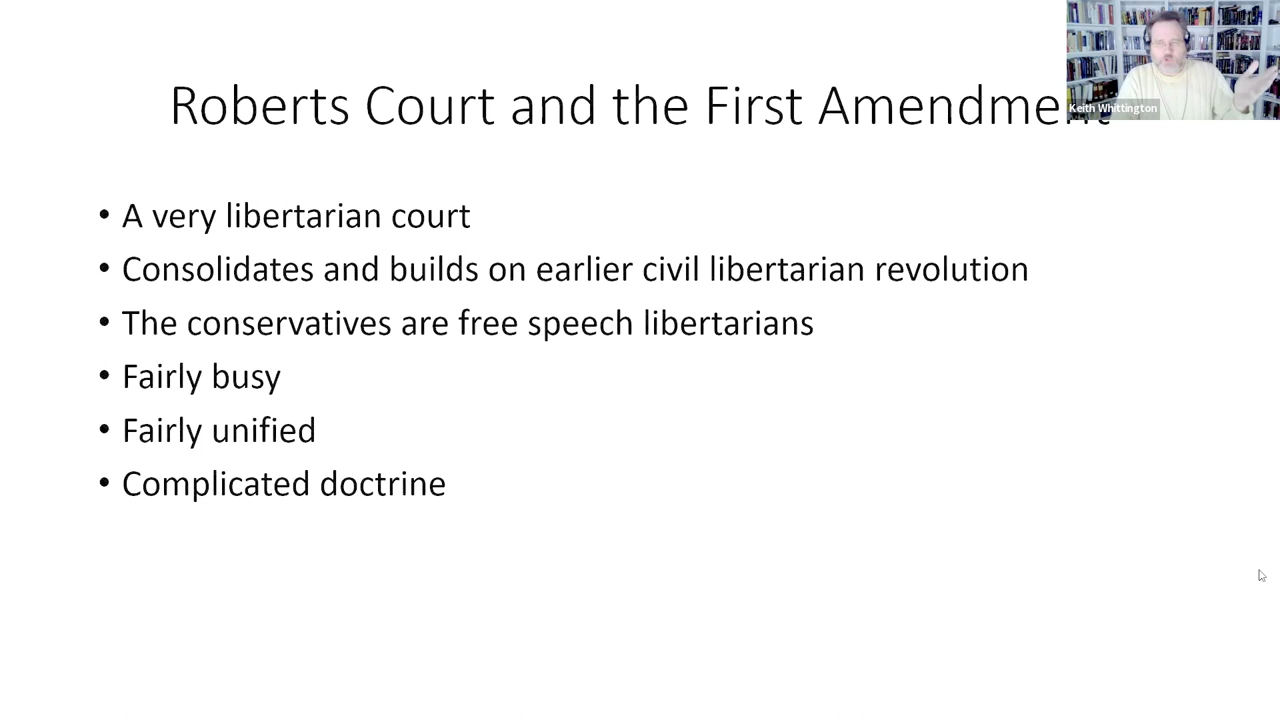 Roberts Court and the First Amendment
Keith Whittington
• A very libertarian court
• Consolidates and builds on earlier civil libertarian revolution
• The conservatives are free speech libertarians
• Fairly busy
• Fairly unified
• Complicated doctrine